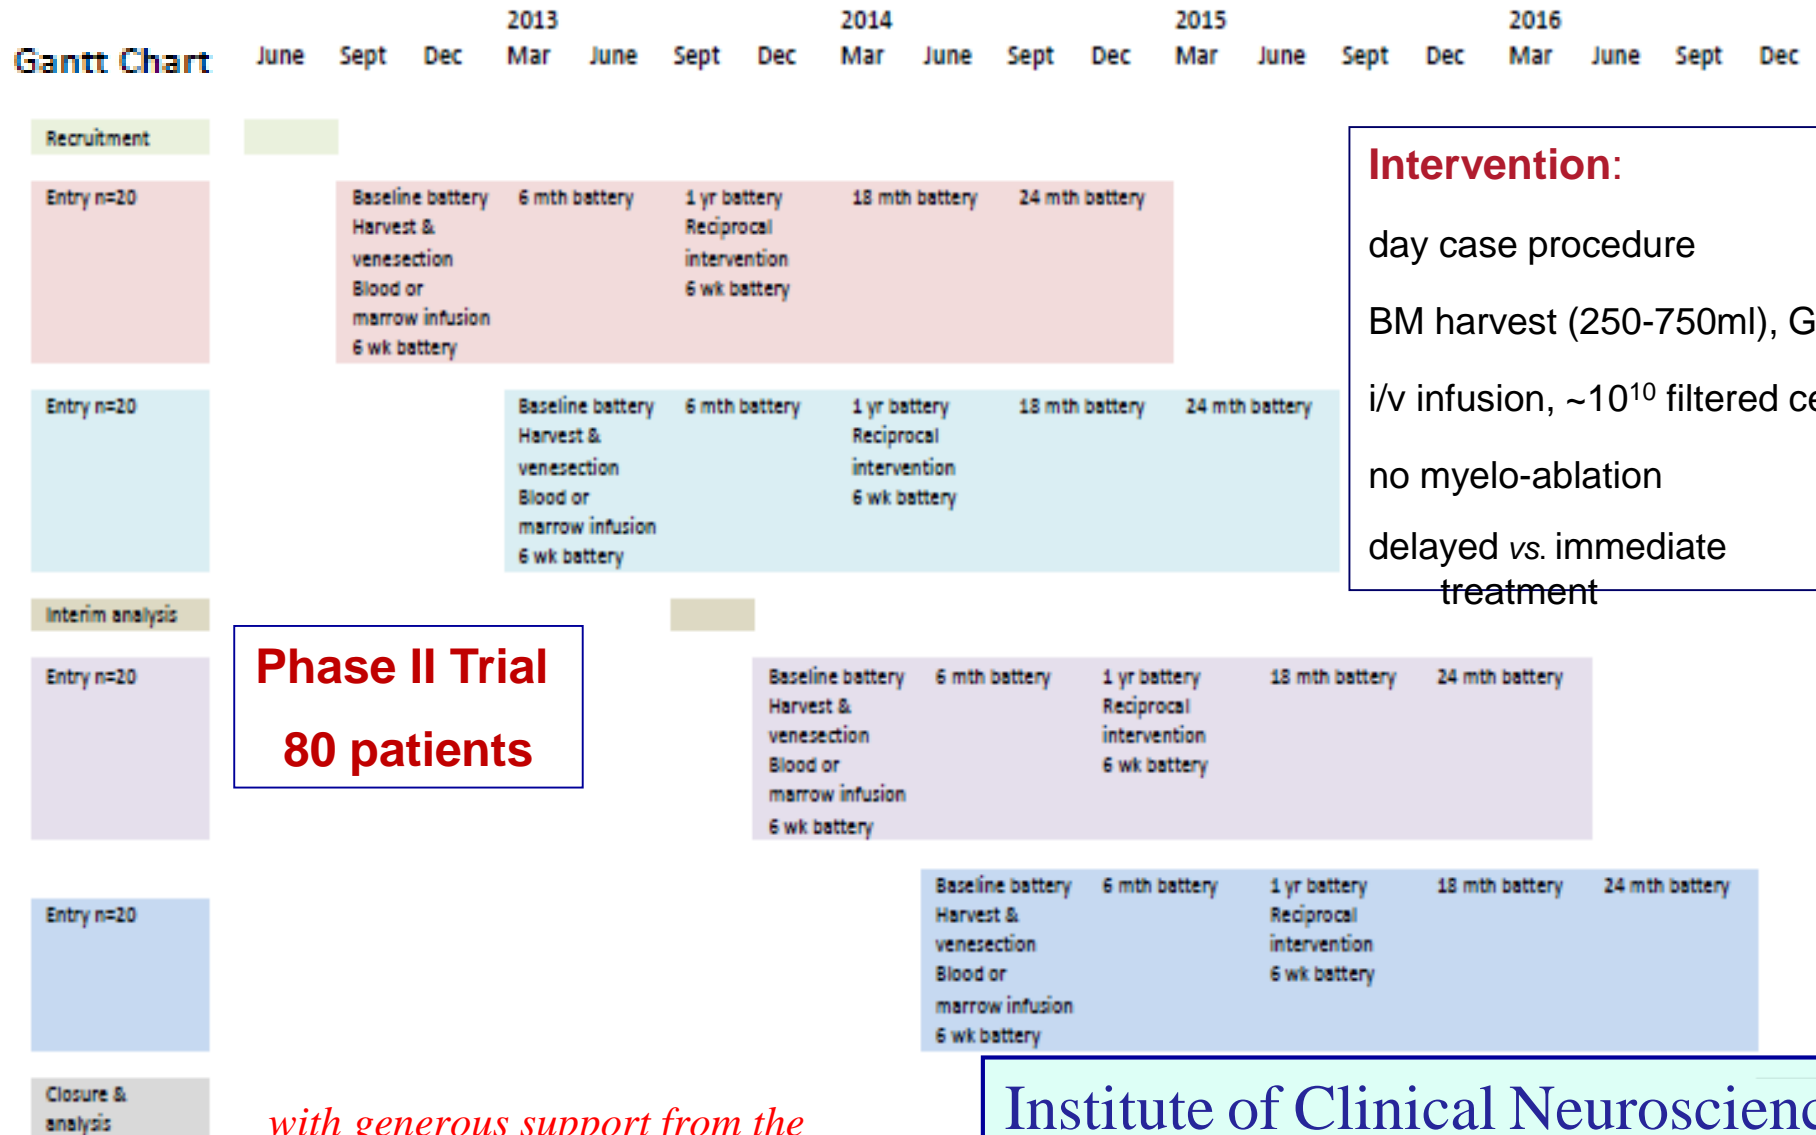 2013 2014 2015 2016
Gantt Chart June Sept Dec Mar June Sept Dec Mar June Sept Dec Mar June Sept Dec Mar June Sept Dec
Recruitment
Entry n=20
Baseline battery 6 mth battery 1 yr battery 18 mth battery 24 mth battery
Harvest & Reciprocal
venesection intervention
Blood or 6 wk battery
marrow infusion
6 wk battery
Entry n=20
Baseline battery 6 mth battery 1 yr battery 18 mth battery 24 mth battery
Harvest & Reciprocal
venesection intervention
Blood or 6 wk battery
marrow infusion
6 wk battery
Interim analysis
Entry n=20
Baseline battery 6 mth battery 1 yr battery 18 mth battery 24 mth battery
Harvest & Reciprocal
venesection intervention
Blood or 6 wk battery
marrow infusion
6 wk battery
Entry n=20
Baseline battery 6 mth battery 1 yr battery 18 mth battery 24 mth battery
Harvest & Reciprocal
venesection intervention
Blood or 6 wk battery
marrow infusion
6 wk battery
Closure &
analysis
Intervention:
day case procedure
BM harvest (250-750ml),
i/v infusion, ~10¹⁰ filtered
no myelo-ablation
delayed vs. immediate
treatment
Phase II Trial
80 patients
with generous support from the
Institute of Clinical